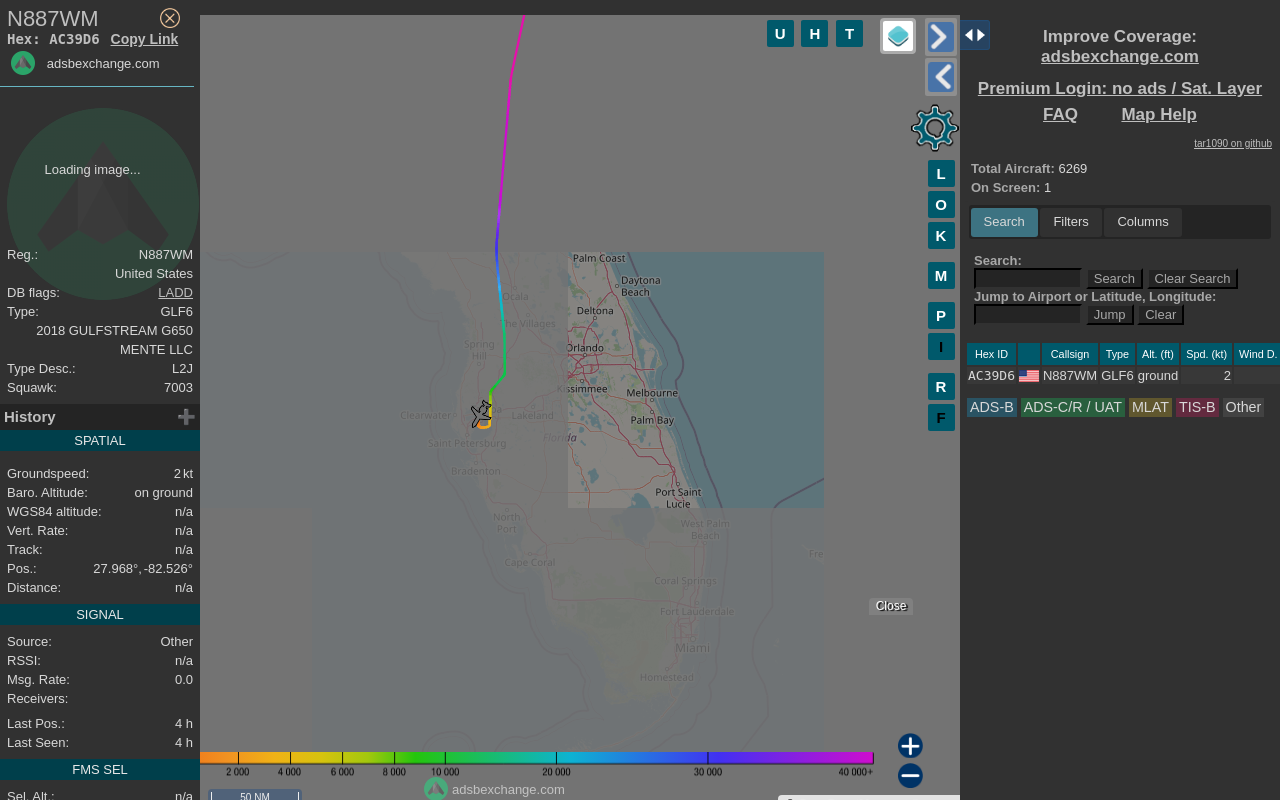 N887WM
Hex: AC39D6 Copy Link
adsbexchange.com
Loading image...
Reg.: N887WM
United States
DB flags: LADD
Type: GLF6
2018 GULFSTREAM G650
MENTE LLC
Type Desc.: L2J
Squawk: 7003
History
SPATIAL
Groundspeed: 2 kt
Baro. Altitude: on ground
WGS84 altitude: n/a
Vert. Rate: n/a
Track: n/a
Pos.: 27.968°, -82.526°
Distance: n/a
SIGNAL
Source: Other
RSSI: n/a
Msg. Rate: 0.0
Receivers:
Last Pos.: 4 h
Last Seen: 4 h
FMS SEL
Sel. Alt.: n/a
U H T
L
O
K
M
P
I
R
F
Palm Coast
Daytona
Beach
Ocala
Deltona
The Villages
Spring
Hill
Orlando
Kissimmee
Melbourne
Clearwater
Lakeland
Palm Bay
Florida
Saint Petersburg
Bradenton
Port Saint
Lucie
North
Port
West Palm
Beach
Cape Coral
Tre
Coral Springs
Fort Lauderdale
Miami
Homestead
Close
2 000 4 000 6 000 8 000 10 000 20 000 30 000 40 000+
adsbexchange.com
50 NM
Improve Coverage:
adsbexchange.com
Premium Login: no ads / Sat. Layer
FAQ Map Help
tar1090 on github
Total Aircraft: 6269
On Screen: 1
Search Filters Columns
Search:
Search Clear Search
Jump to Airport or Latitude, Longitude:
Jump Clear
Hex ID Callsign Type Alt. (ft) Spd. (kt) Wind D.
AC39D6 N887WM GLF6 ground 2
ADS-B ADS-C/R / UAT MLAT TIS-B Other